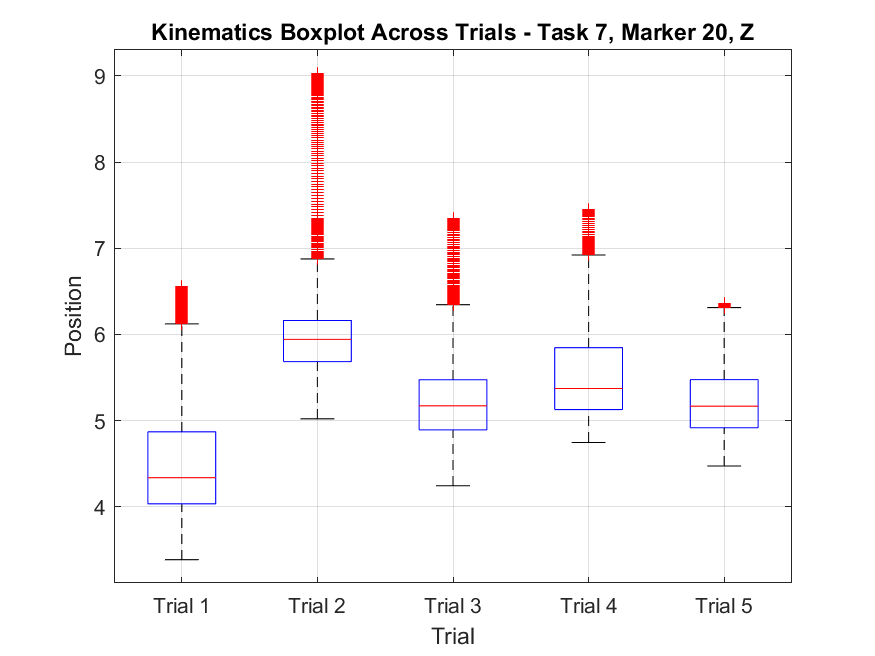 Kinematics Boxplot Across Trials - Task 7, Marker 20, Z
9
8
7
6
5
4
Position
Trial 1 Trial 2 Trial 3 Trial 4 Trial 5
Trial